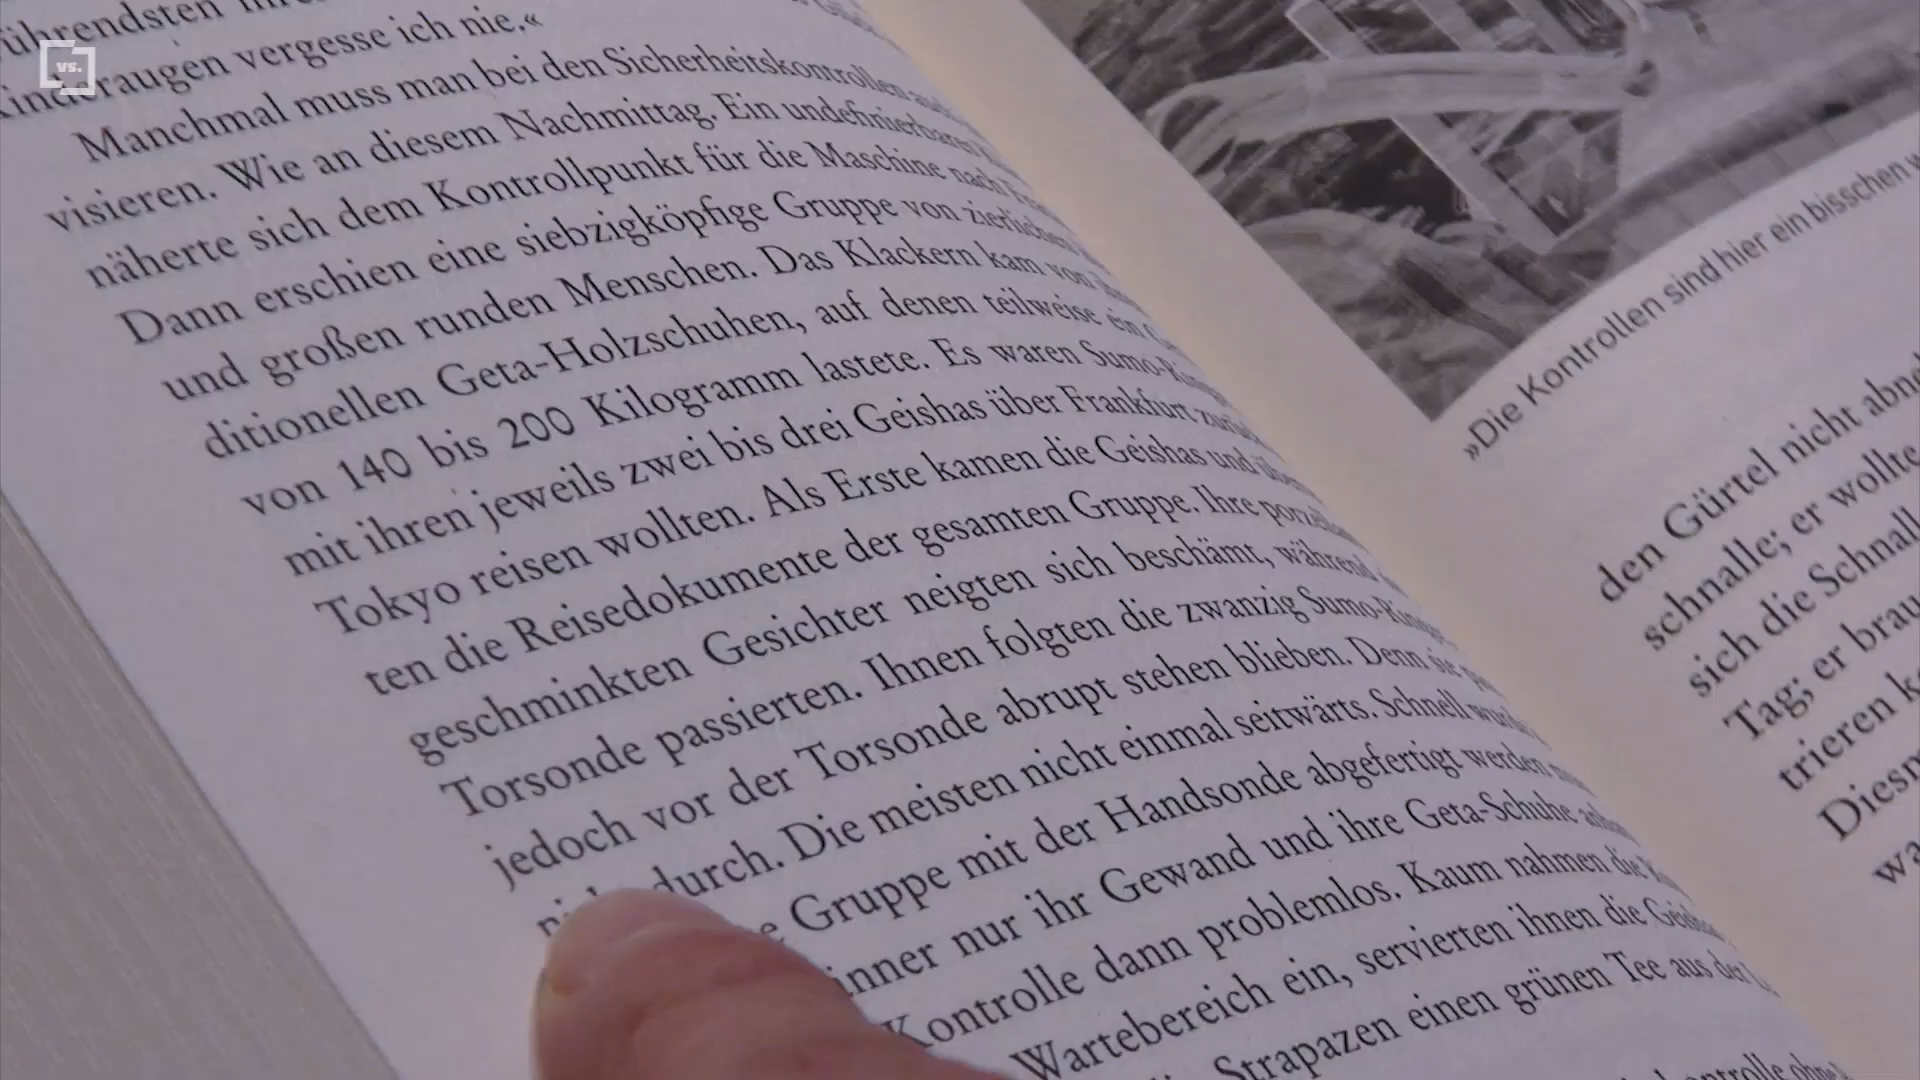 vs.
Kinderaugen vergesse ich nie.«
Manchmal muss man bei den Sicherheitskontrollen
visieren. Wie an diesem Nachmittag. Ein undefinierbares
näherte sich dem Kontrollpunkt für die Maschine nach
Dann erschien eine siebzigköpfige Gruppe von zierlichen
und großen runden Menschen. Das Klackern kam von
ditionellen Geta-Holzschuhen, auf denen teilweise ein
von 140 bis 200 Kilogramm lastete. Es waren Sumo-
mit ihren jeweils zwei bis drei Geishas über Frankfurt
Tokyo reisen wollten. Als Erste kamen die Geishas und
ten die Reisedokumente der gesamten Gruppe. Ihre
geschminkten Gesichter neigten sich beschämt, während
Torsonde passierten. Ihnen folgten die zwanzig Sumo-
jedoch vor der Torsonde abrupt stehen blieben. Denn sie
durch. Die meisten nicht einmal seitwärts. Schnell
Gruppe mit der Handsonde abgefertigt werden
nur ihr Gewand und ihre Geta-Schuhe
Kontrolle dann problemlos. Kaum nahmen die
Wartebereich ein, servierten ihnen die
Strapazen einen grünen Tee aus der
»Die Kontrollen sind hier ein bisschen
den Gürtel nicht
schnalle; er wollte
sich die
Tag; er
trieren